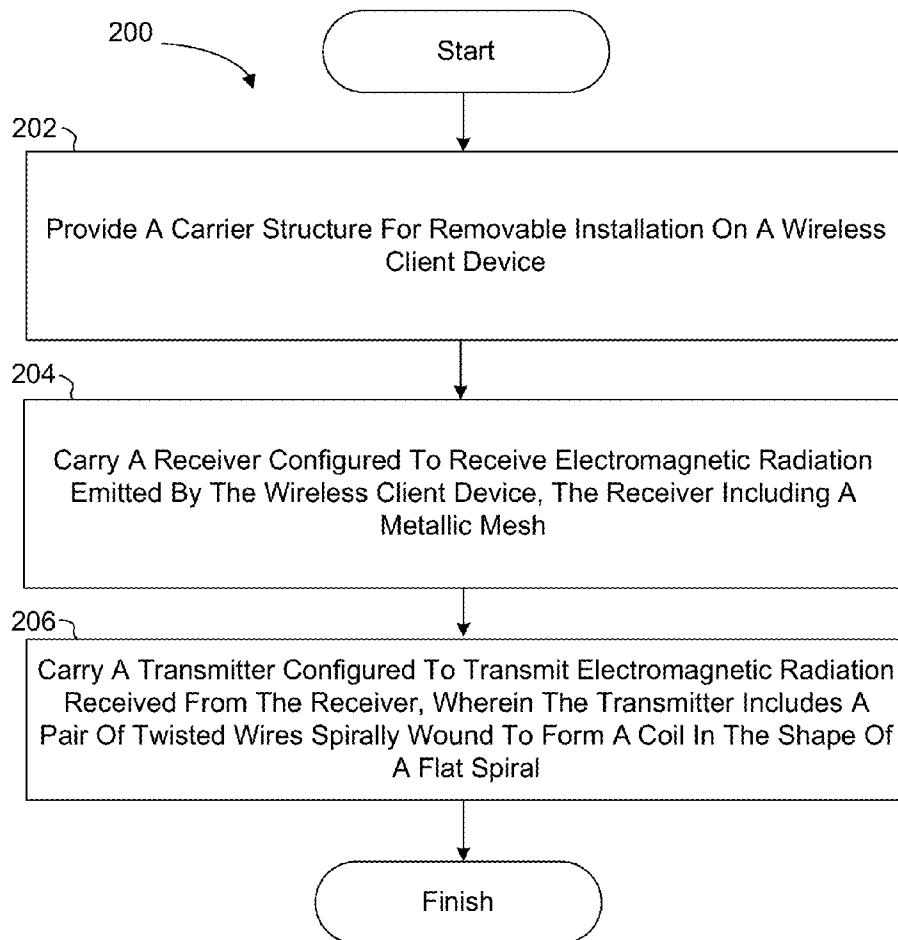 200
Start
202
Provide A Carrier Structure For Removable Installation On A Wireless
Client Device
204
Carry A Receiver Configured To Receive Electromagnetic Radiation
Emitted By The Wireless Client Device, The Receiver Including A
Metallic Mesh
206
Carry A Transmitter Configured To Transmit Electromagnetic Radiation
Received From The Receiver, Wherein The Transmitter Includes A
Pair Of Twisted Wires Spirally Wound To Form A Coil In The Shape Of
A Flat Spiral
Finish